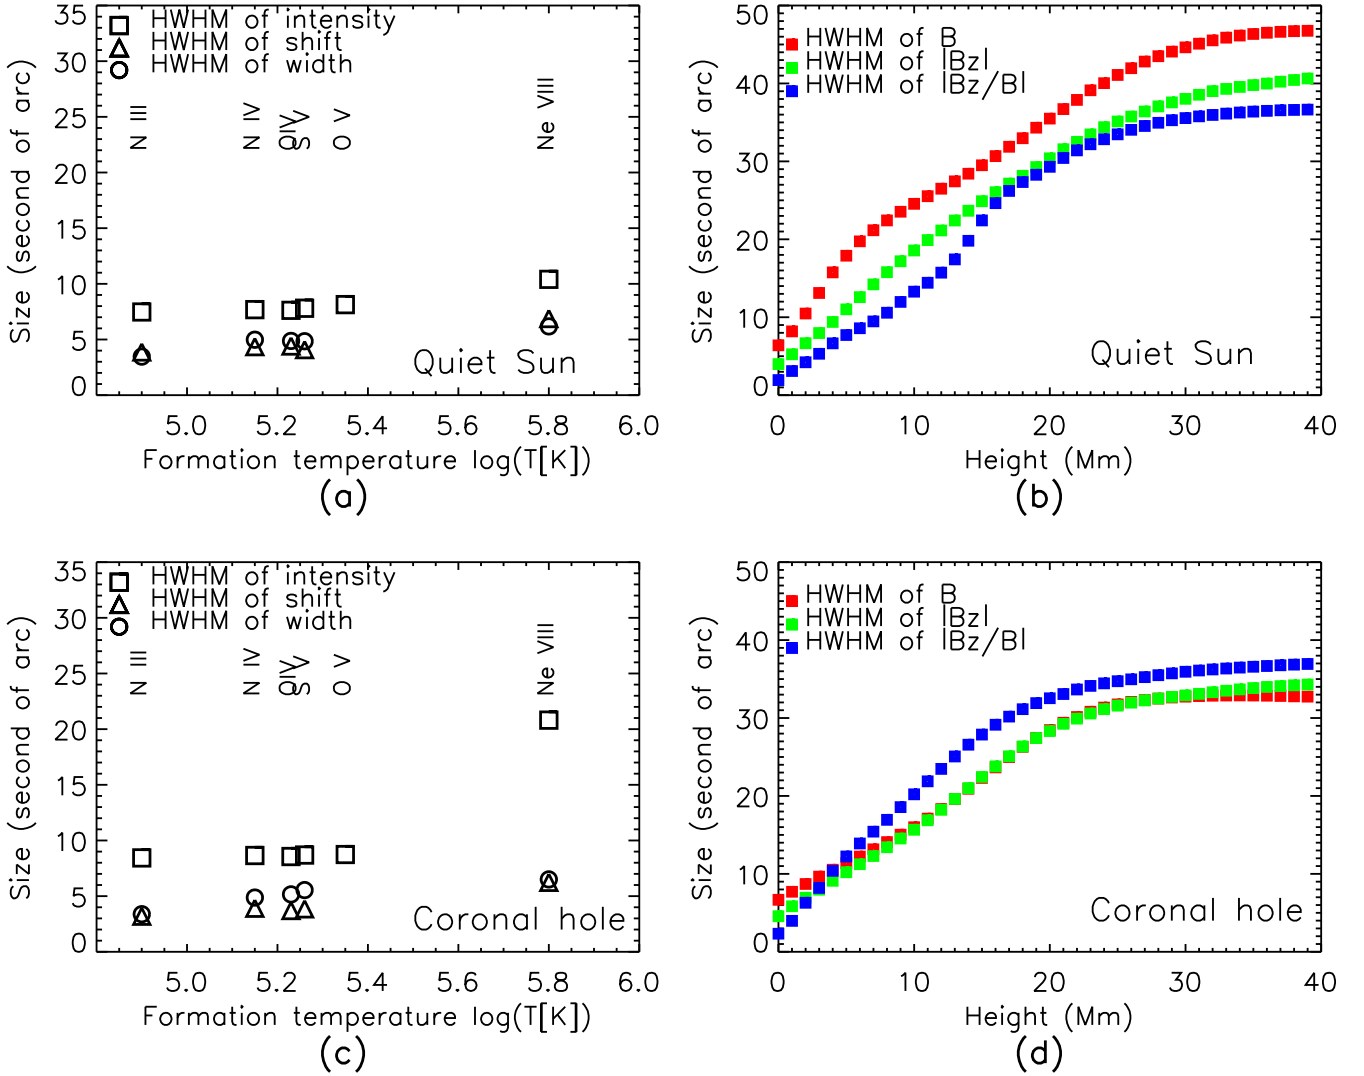 35
30
25
20
15
10
5
0
Size (second of arc)
HWHM of intensity
HWHM of shift
HWHM of width
N III
N IV
O IV
S V
O V
Ne VIII
Quiet Sun
5.0 5.2 5.4 5.6 5.8 6.0
Formation temperature log(T[K])
(a)
50
40
30
20
10
0
Size (second of arc)
HWHM of B
HWHM of |Bz|
HWHM of |Bz/B|
Quiet Sun
0 10 20 30 40
Height (Mm)
(b)
35
30
25
20
15
10
5
0
Size (second of arc)
HWHM of intensity
HWHM of shift
HWHM of width
N III
N IV
O IV
S V
O V
Ne VIII
Coronal hole
5.0 5.2 5.4 5.6 5.8 6.0
Formation temperature log(T[K])
(c)
50
40
30
20
10
0
Size (second of arc)
HWHM of B
HWHM of |Bz|
HWHM of |Bz/B|
Coronal hole
0 10 20 30 40
Height (Mm)
(d)